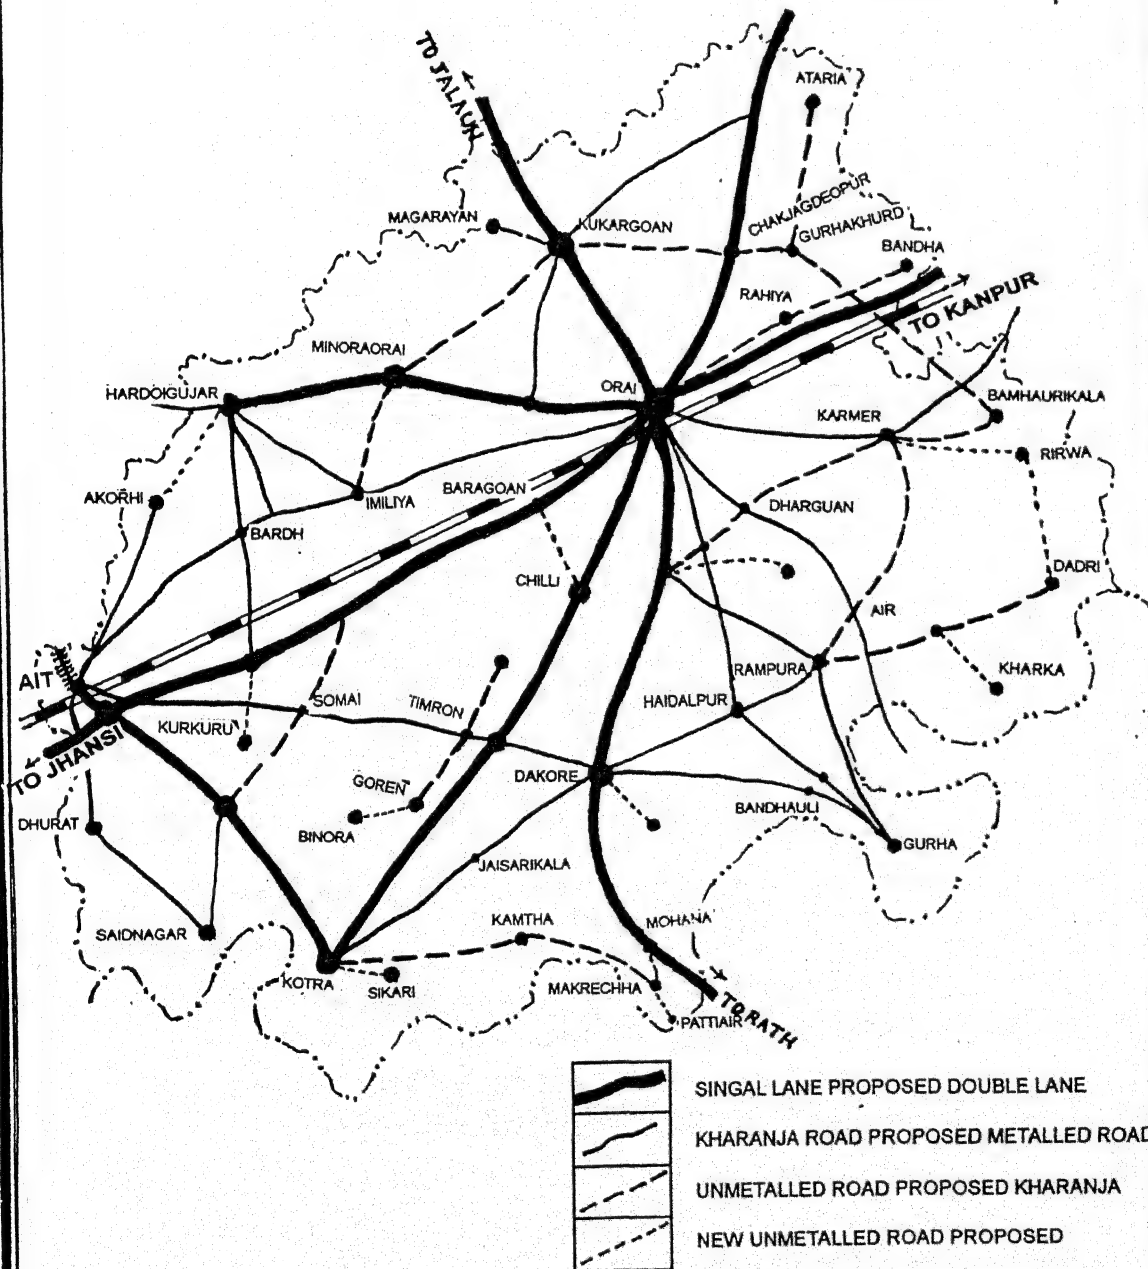 TO JALAUN
ATARIA
MAGARAYAN
KUKARGOAN
CHAKJAGDEOPUR
GURHAKHURD
BANDHA
RAHIYA
TO KANPUR
MINORAORAI
HARDOIGUJAR
ORAI
KARMER
BAMHAURIKALA
RIRWA
AKORHI
IMILIYA
BARAGOAN
DHARGUAN
BARDH
CHILLI
DADRI
AIR
AIT
RAMPURA
KHARKA
SOMAI
TIMRON
HAIDALPUR
KURKURU
TO JHANSI
GOREN
DAKORE
BANDHAULI
DHURAT
BINORA
GURHA
JAISARIKALA
SAIDNAGAR
KAMTHA
MOHANA
KOTRA
SIKARI
MAKRECHHA
PATTIAIR
TO RATH
SINGAL LANE PROPOSED DOUBLE LANE
KHARANJA ROAD PROPOSED METALLED ROAD
UNMETALLED ROAD PROPOSED KHARANJA
NEW UNMETALLED ROAD PROPOSED